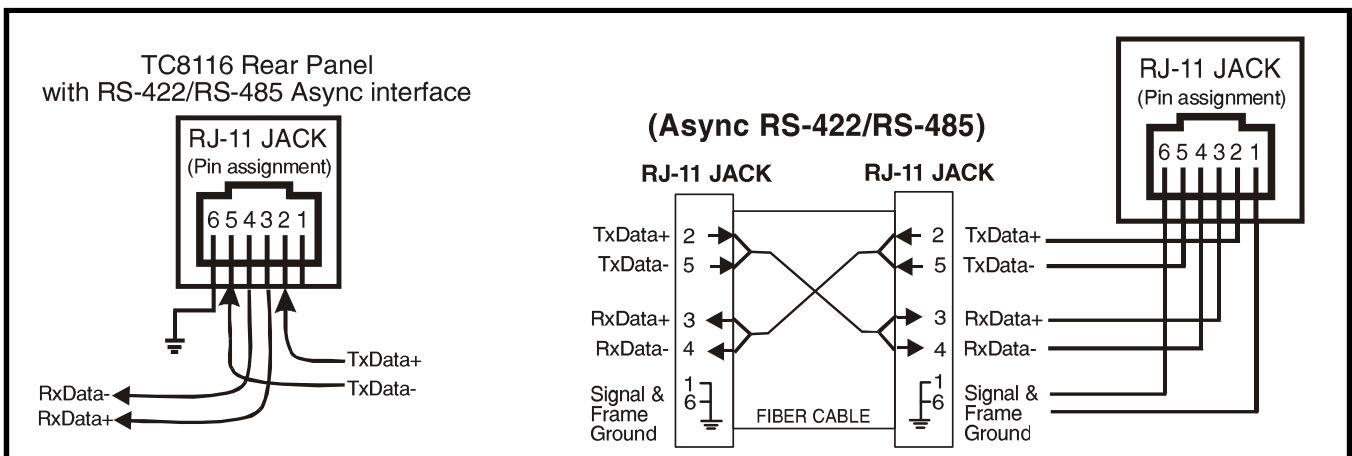 TC8116 Rear Panel
with RS-422/RS-485 Async interface
RJ-11 JACK
(Pin assignment)
6 5 4 3 2 1
TxData+
TxData-
RxData-
RxData+
(Async RS-422/RS-485)
RJ-11 JACK
RJ-11 JACK
TxData+ 2
TxData- 5
RxData+ 3
RxData- 4
Signal &
Frame
Ground
1
6
FIBER CABLE
2 TxData+
5 TxData-
3 RxData+
4 RxData-
1
6
Signal &
Frame
Ground
RJ-11 JACK
(Pin assignment)
6 5 4 3 2 1